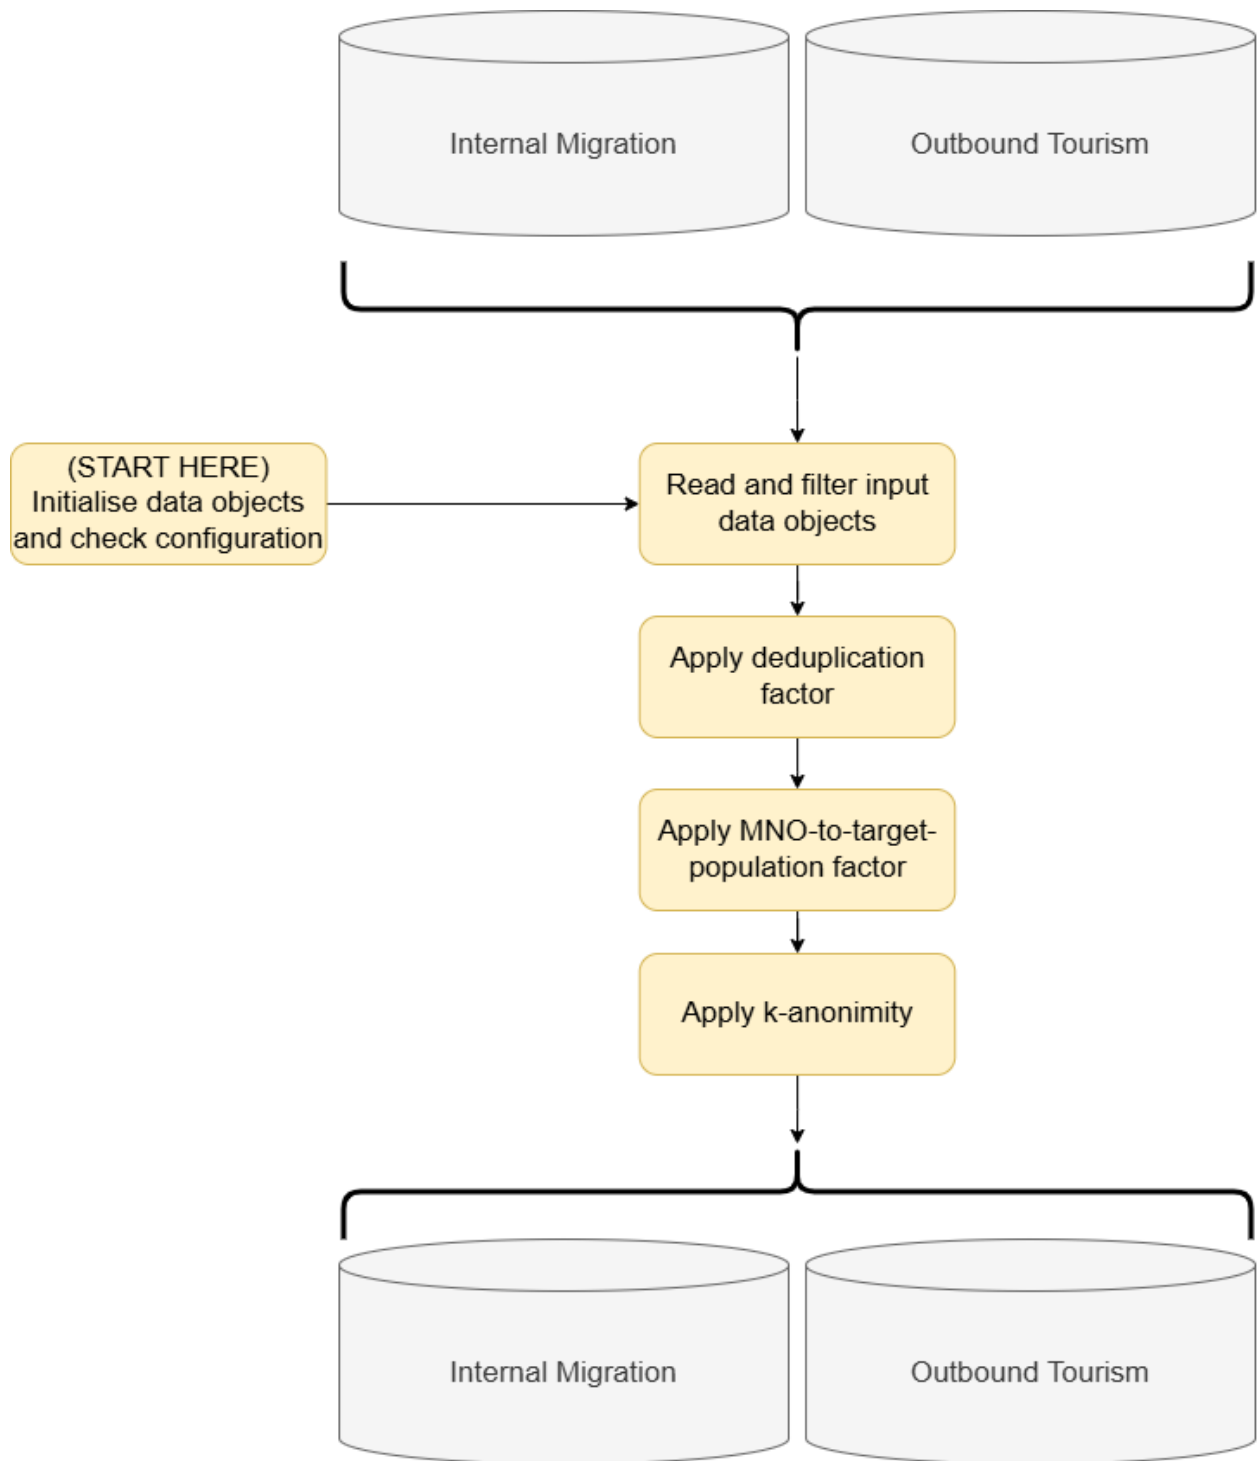 Internal Migration
Outbound Tourism
(START HERE)
Initialise data objects
and check configuration
Read and filter input
data objects
Apply deduplication
factor
Apply MNO-to-target-
population factor
Apply k-anonimity
Internal Migration
Outbound Tourism